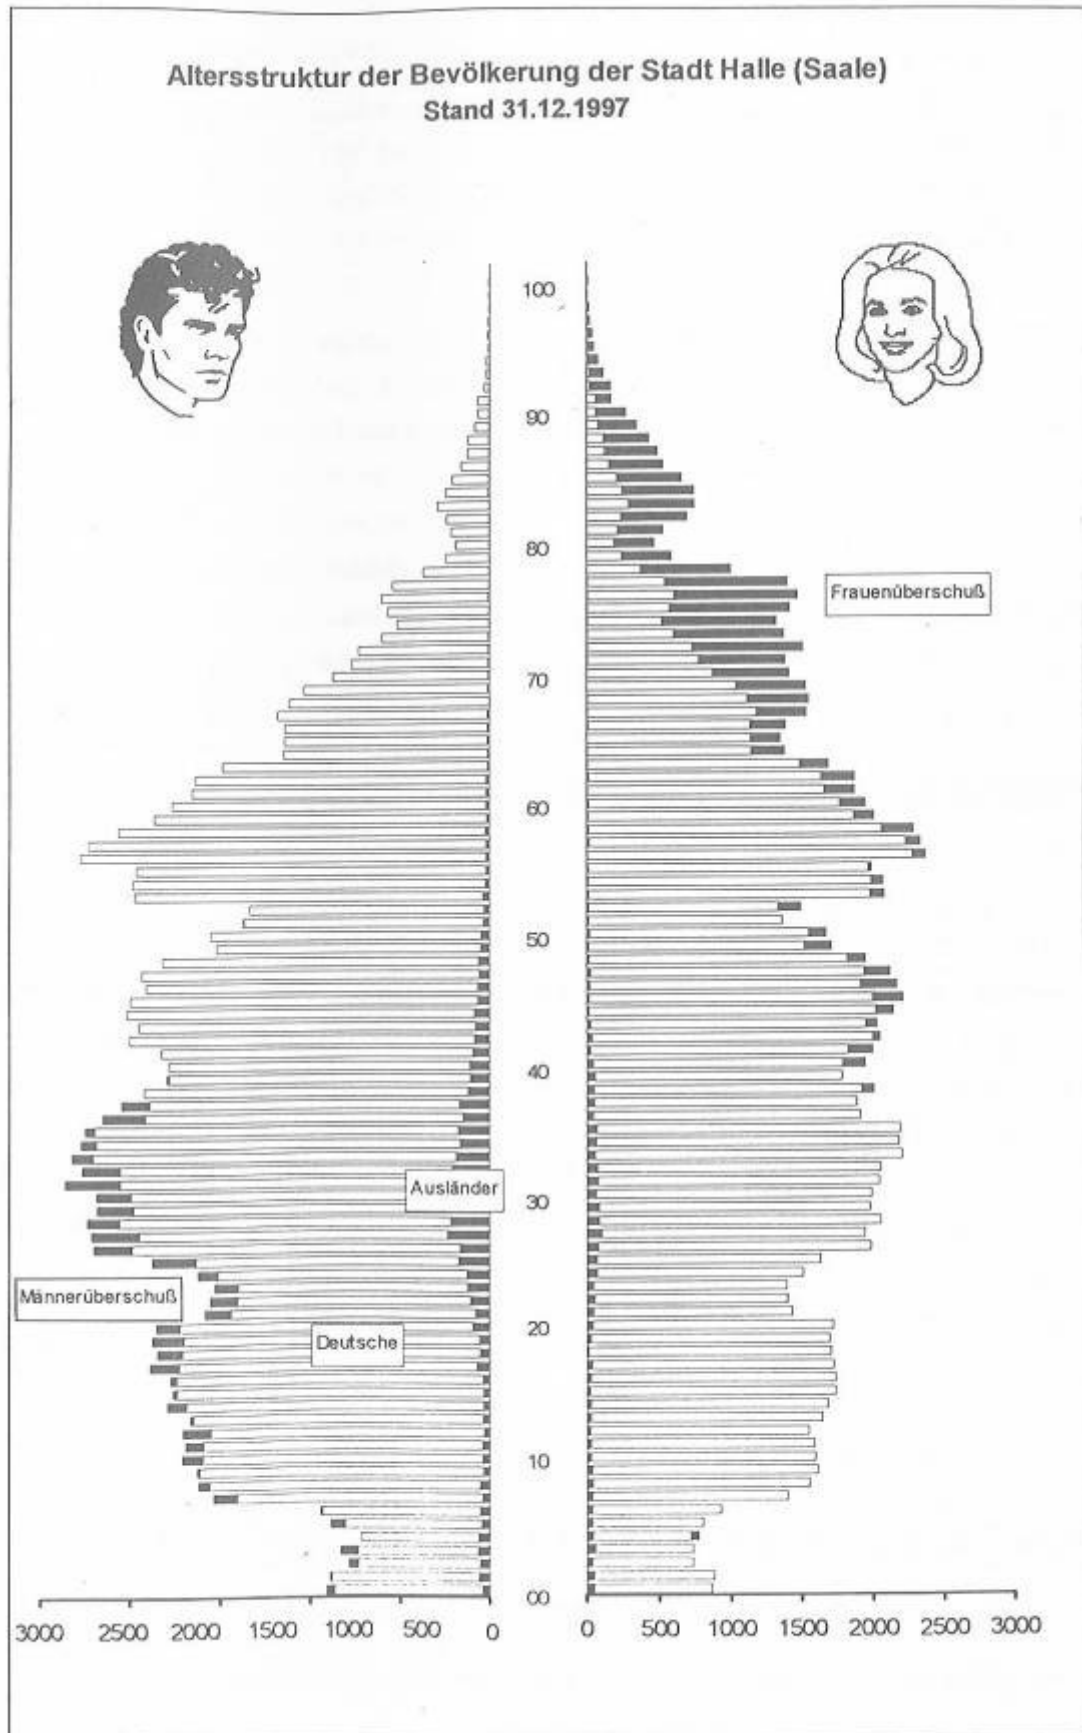 Altersstruktur der Bevölkerung der Stadt Halle (Saale)
Stand 31.12.1997
100
90
80
Frauenüberschuß
70
60
50
40
Ausländer
30
Männerüberschuß
20
Deutsche
10
00
3000 2500 2000 1500 1000 500 0 0 500 1000 1500 2000 2500 3000